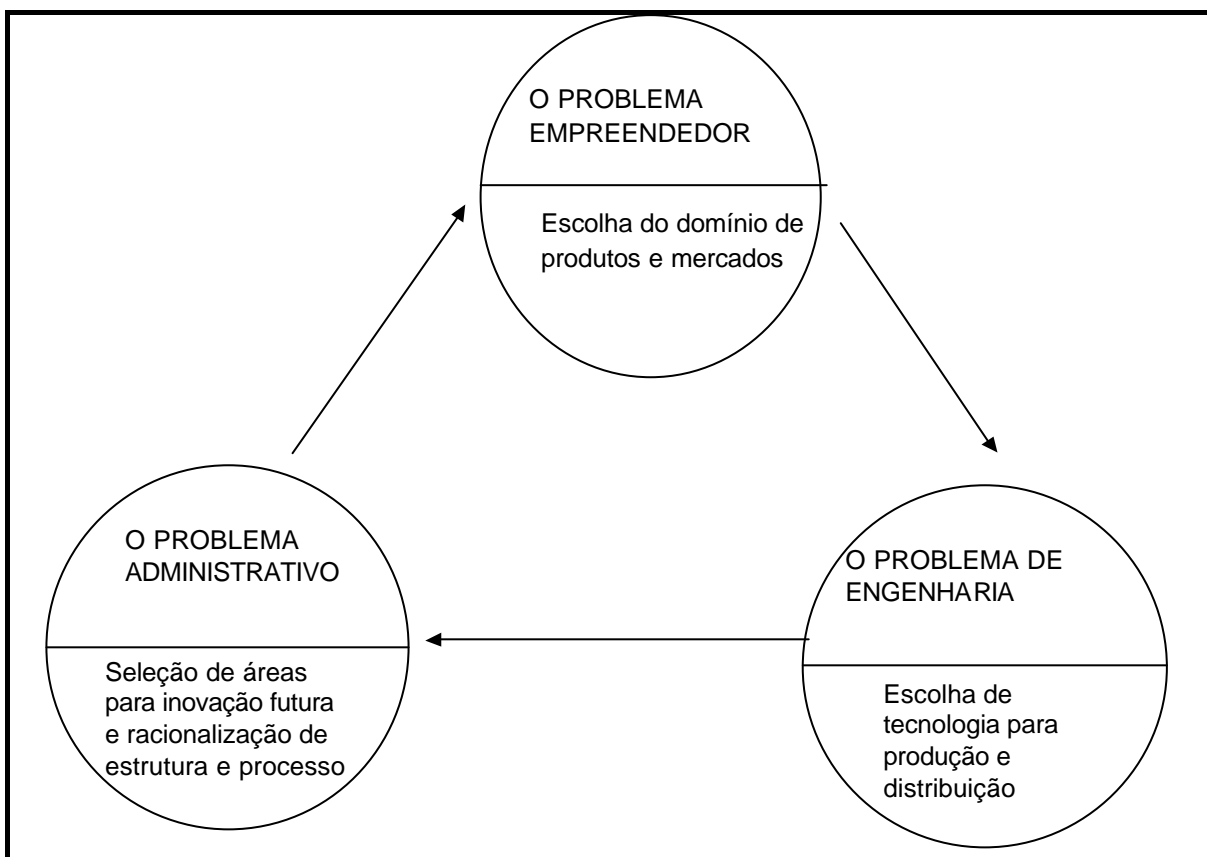 O PROBLEMA
EMPREENDEDOR
Escolha do domínio de
produtos e mercados
O PROBLEMA
ADMINISTRATIVO
Seleção de áreas
para inovação futura
e racionalização de
estrutura e processo
O PROBLEMA DE
ENGENHARIA
Escolha de
tecnologia para
produção e
distribuição